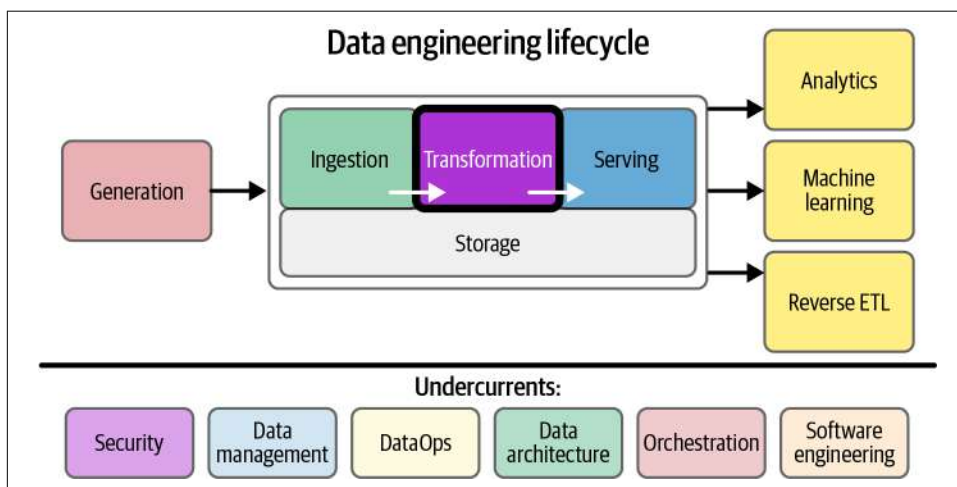 Data engineering lifecycle
Generation
Ingestion
Transformation
Serving
Storage
Analytics
Machine
learning
Reverse ETL
Undercurrents:
Security
Data
management
DataOps
Data
architecture
Orchestration
Software
engineering